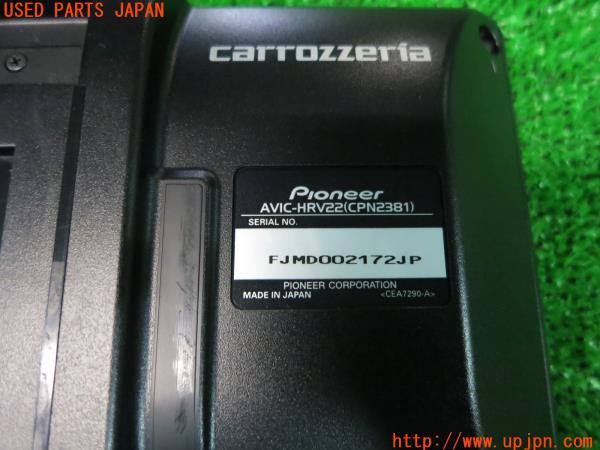 USED PARTS JAPAN
carrozzeria
Pioneer
AVIC-HRV22(CPN2381)
SERIAL NO.
FJMD002172JP
PIONEER CORPORATION
MADE IN JAPAN <CEA7290-A>
http://www.upjpn.com